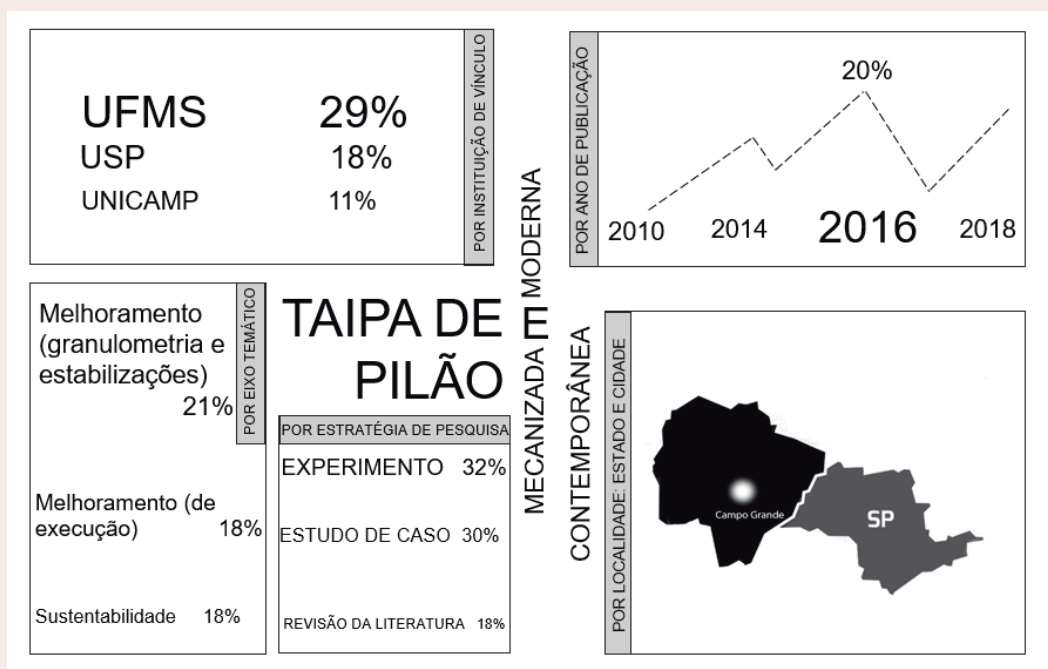 UFMS 29%
USP 18%
UNICAMP 11%
POR INSTITUIÇÃO DE VÍNCULO
POR ANO DE PUBLICAÇÃO
20%
2010 2014 2016 2018
Melhoramento
(granulometria e
estabilizações)
21%
POR EIXO TEMÁTICO
Melhoramento (de
execução) 18%
Sustentabilidade 18%
TAIPA DE
PILÃO
MECANIZADA E MODERNA
CONTEMPORÂNEA
POR ESTRATÉGIA DE PESQUISA
EXPERIMENTO 32%
ESTUDO DE CASO 30%
REVISÃO DA LITERATURA 18%
POR LOCALIDADE: ESTADO E CIDADE
Campo Grande
SP